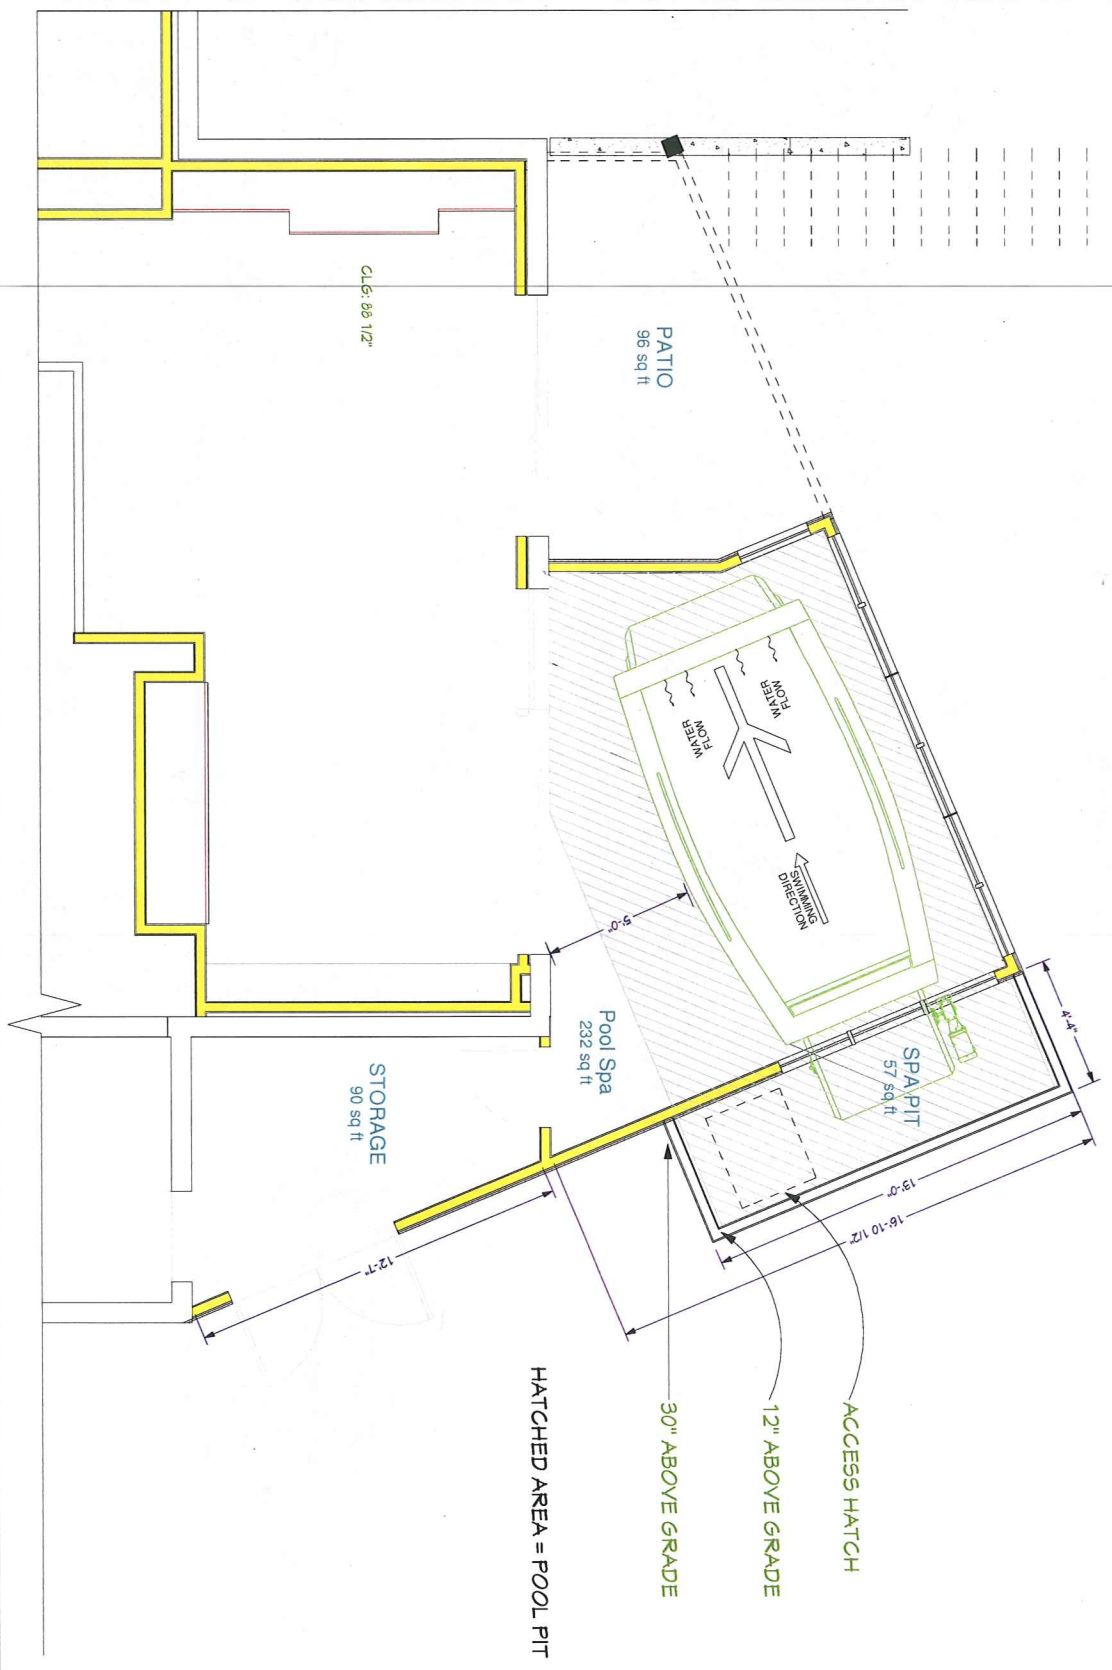 PATIO
96 sq ft
CLG: 88 1/2"
WATER
FLOW
WATER
FLOW
SWIMMING
DIRECTION
5'-0"
4'-4"
Pool Spa
232 sq ft
SPA PIT
57 sq ft
STORAGE
90 sq ft
13'-0"
16'-10 1/2"
12'-7"
ACCESS HATCH
12" ABOVE GRADE
30" ABOVE GRADE
HATCHED AREA = POOL PIT